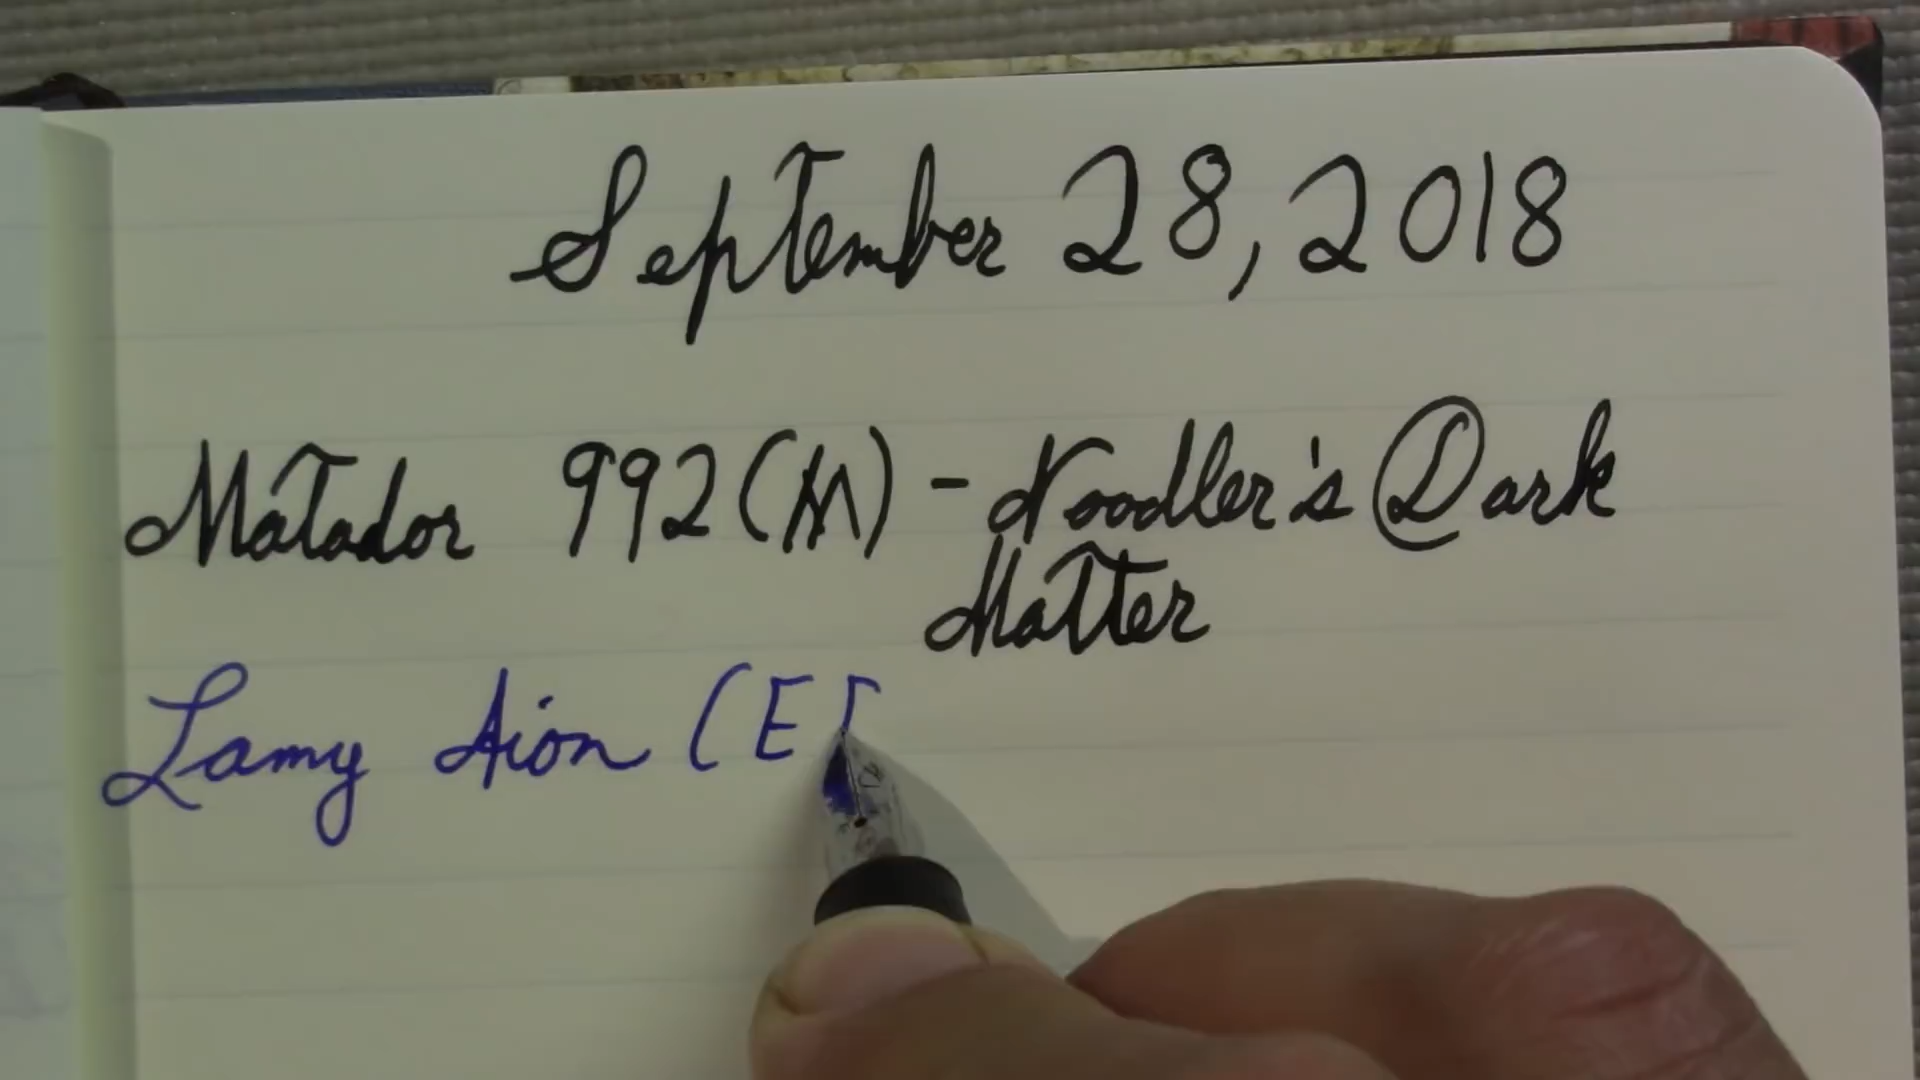 September 28, 2018
Matador 992 (M) - Noodler's Dark
Matter
Lamy Aion (EF